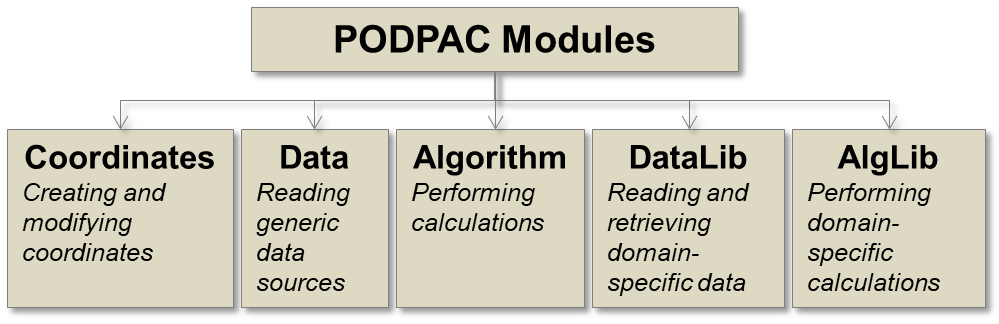 PODPAC Modules
Coordinates
Creating and
modifying
coordinates
Data
Reading
generic
data
sources
Algorithm
Performing
calculations
DataLib
Reading and
retrieving
domain-
specific data
AlgLib
Performing
domain-
specific
calculations